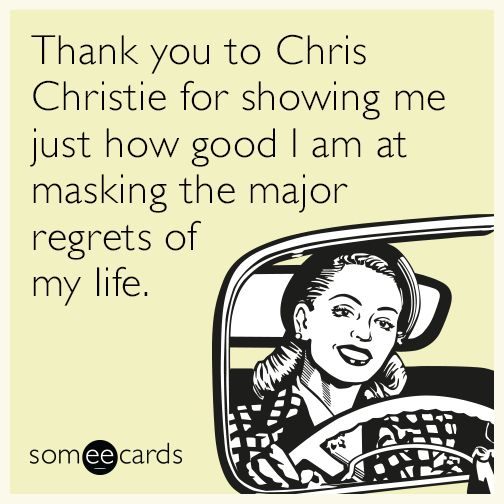 Thank you to Chris
Christie for showing me
just how good I am at
masking the major
regrets of
my life.
someecards